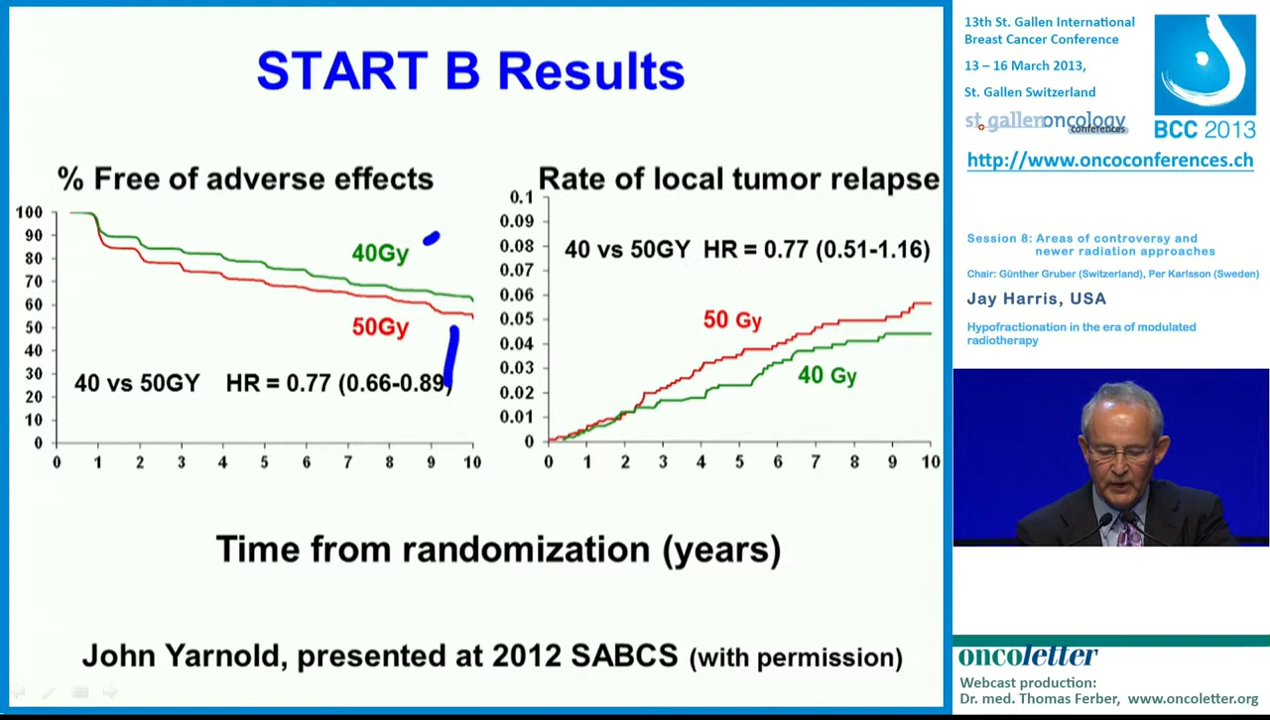 START B Results
% Free of adverse effects
100
90
80
70
60
50
40
30
20
10
0
40Gy
50Gy
40 vs 50GY HR = 0.77 (0.66-0.89)
0 1 2 3 4 5 6 7 8 9 10
Rate of local tumor relapse
0.1
0.09
0.08
0.07
0.06
0.05
0.04
0.03
0.02
0.01
0
40 vs 50GY HR = 0.77 (0.51-1.16)
50 Gy
40 Gy
0 1 2 3 4 5 6 7 8 9 10
Time from randomization (years)
John Yarnold, presented at 2012 SABCS (with permission)
13th St. Gallen International
Breast Cancer Conference
13 – 16 March 2013,
St. Gallen Switzerland
st.gallenoncology
conferences
BCC 2013
http://www.oncoconferences.ch
Session 8: Areas of controversy and
newer radiation approaches
Chair: Günther Gruber (Switzerland), Per Karlsson (Sweden)
Jay Harris, USA
Hypofractionation in the era of modulated
radiotherapy
oncoletter
Webcast production:
Dr. med. Thomas Ferber, www.oncoletter.org